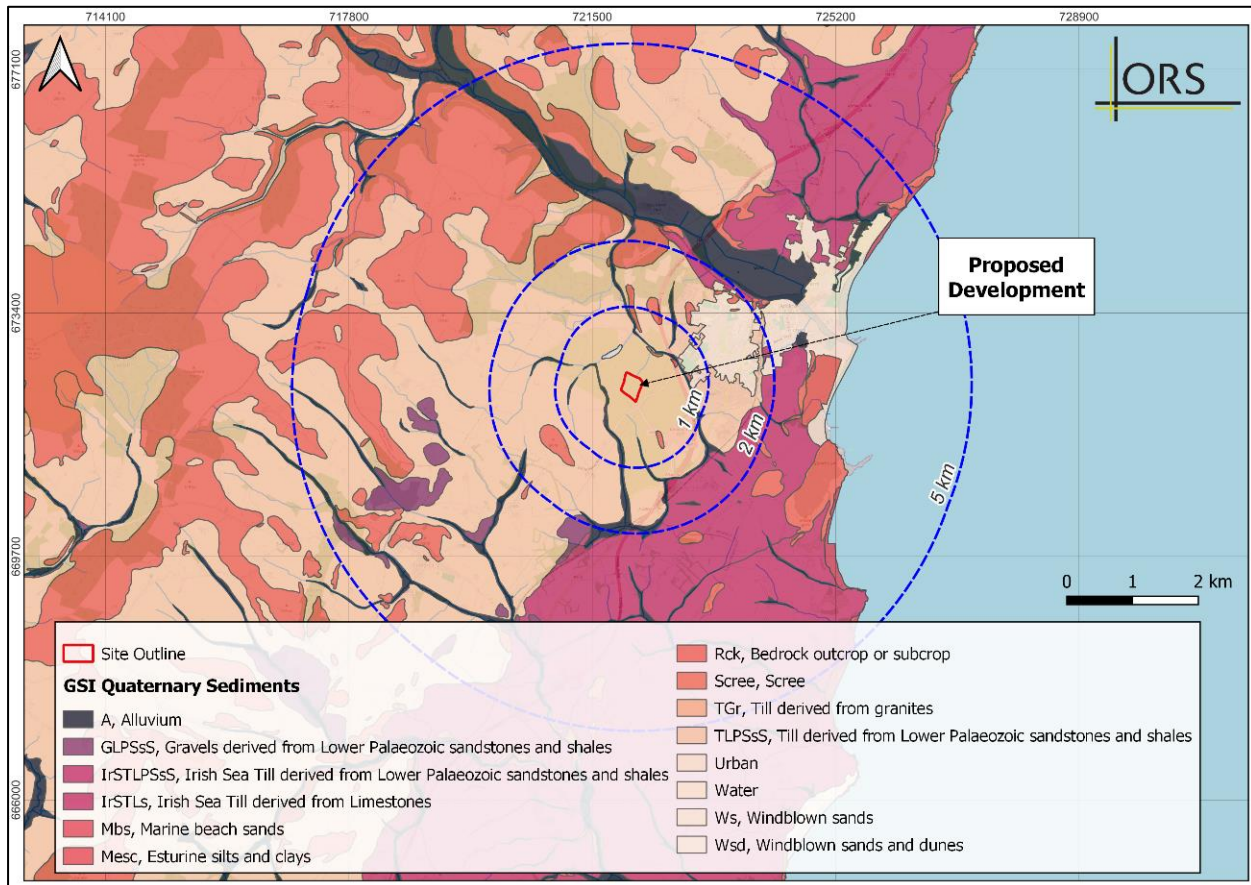 714100 717800 721500 725200 728900
677100
ORS
Proposed
Development
673400
1 km
2 km
5 km
669700
0 1 2 km
Site Outline
GSI Quaternary Sediments
A, Alluvium
GLPSsS, Gravels derived from Lower Palaeozoic sandstones and shales
IrSTLPSsS, Irish Sea Till derived from Lower Palaeozoic sandstones and shales
IrSTLs, Irish Sea Till derived from Limestones
Mbs, Marine beach sands
Mesc, Esturine silts and clays
Rck, Bedrock outcrop or subcrop
Scree, Scree
TGr, Till derived from granites
TLPSsS, Till derived from Lower Palaeozoic sandstones and shales
Urban
Water
Ws, Windblown sands
Wsd, Windblown sands and dunes
666000